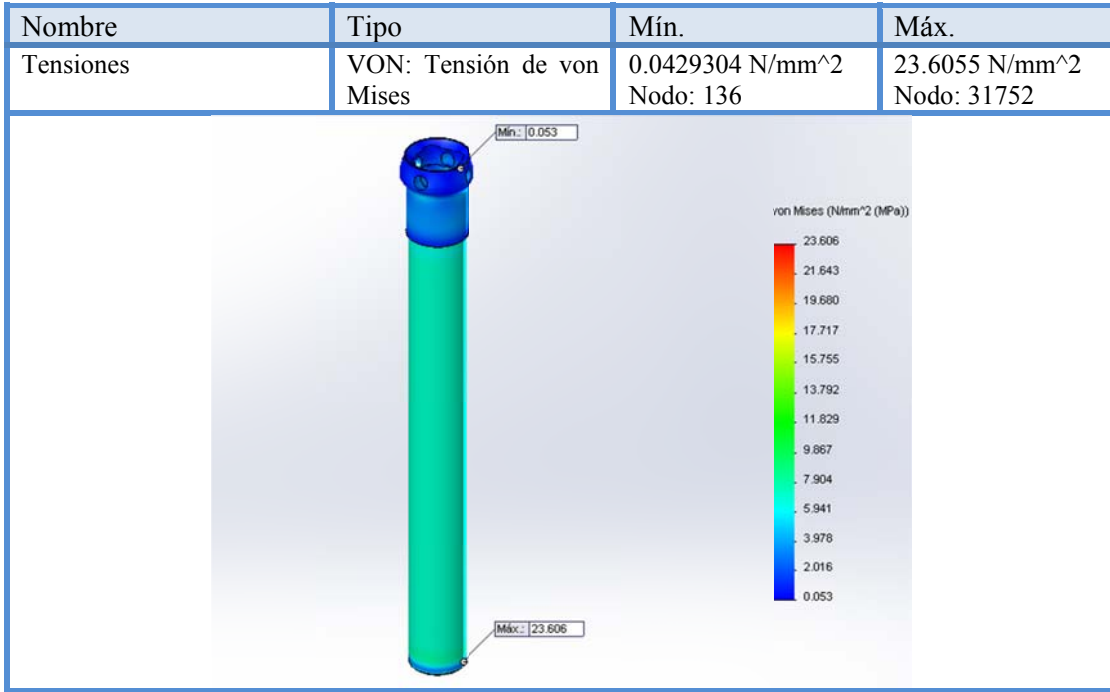 Nombre Tipo Mín. Máx.
Tensiones VON: Tensión de von 0.0429304 N/mm^2 23.6055 N/mm^2
Mises Nodo: 136 Nodo: 31752
Mín.: 0.053
von Mises (N/mm^2 (MPa))
23.606
21.643
19.680
17.717
15.755
13.792
11.829
9.867
7.904
5.941
3.978
2.016
0.053
Máx.: 23.606